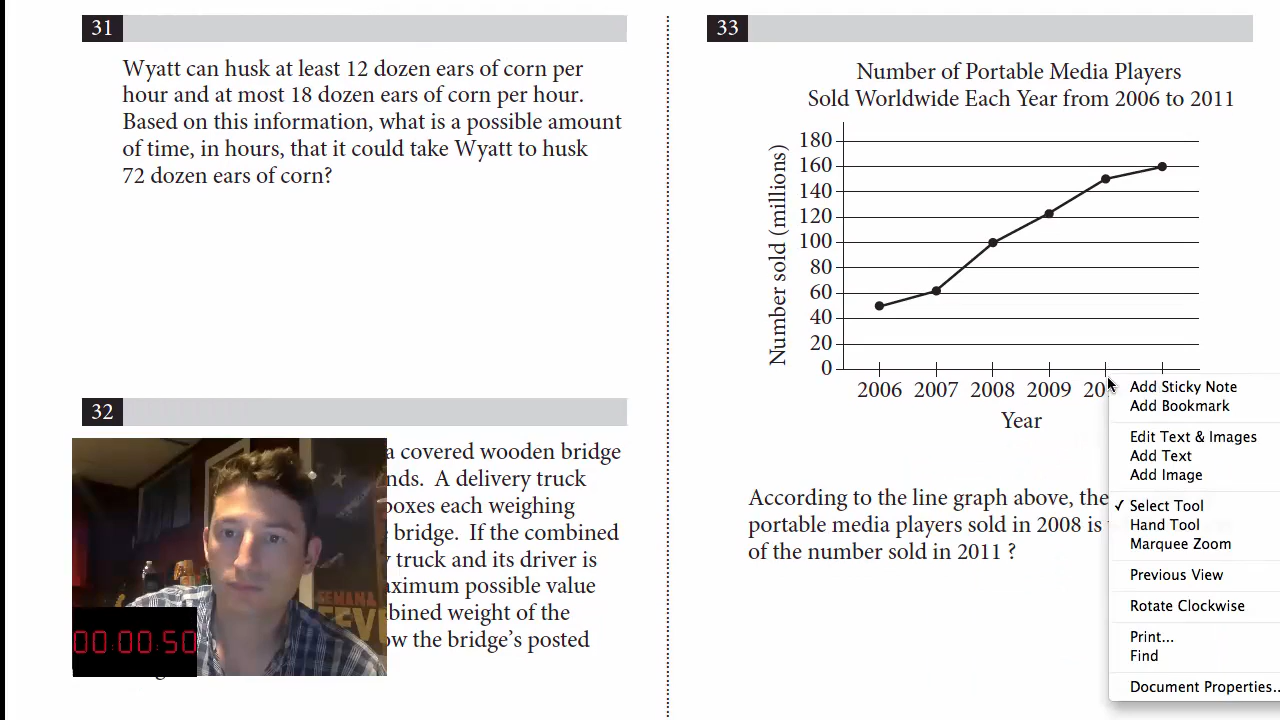 31
Wyatt can husk at least 12 dozen ears of corn per
hour and at most 18 dozen ears of corn per hour.
Based on this information, what is a possible amount
of time, in hours, that it could take Wyatt to husk
72 dozen ears of corn?
32
a covered wooden bridge
A delivery truck
boxes each weighing
bridge. If the combined
truck and its driver is
possible value
weight of the
the bridge's posted
00:00:50
SEMANA
33
Number of Portable Media Players
Sold Worldwide Each Year from 2006 to 2011
Number sold (millions)
180
160
140
120
100
80
60
40
20
0
2006 2007 2008 2009
Year
According to the line graph above, the
portable media players sold in 2008 is
of the number sold in 2011 ?
Add Sticky Note
Add Bookmark
Edit Text & Images
Add Text
Add Image
✓ Select Tool
Hand Tool
Marquee Zoom
Previous View
Rotate Clockwise
Print...
Find
Document Properties...